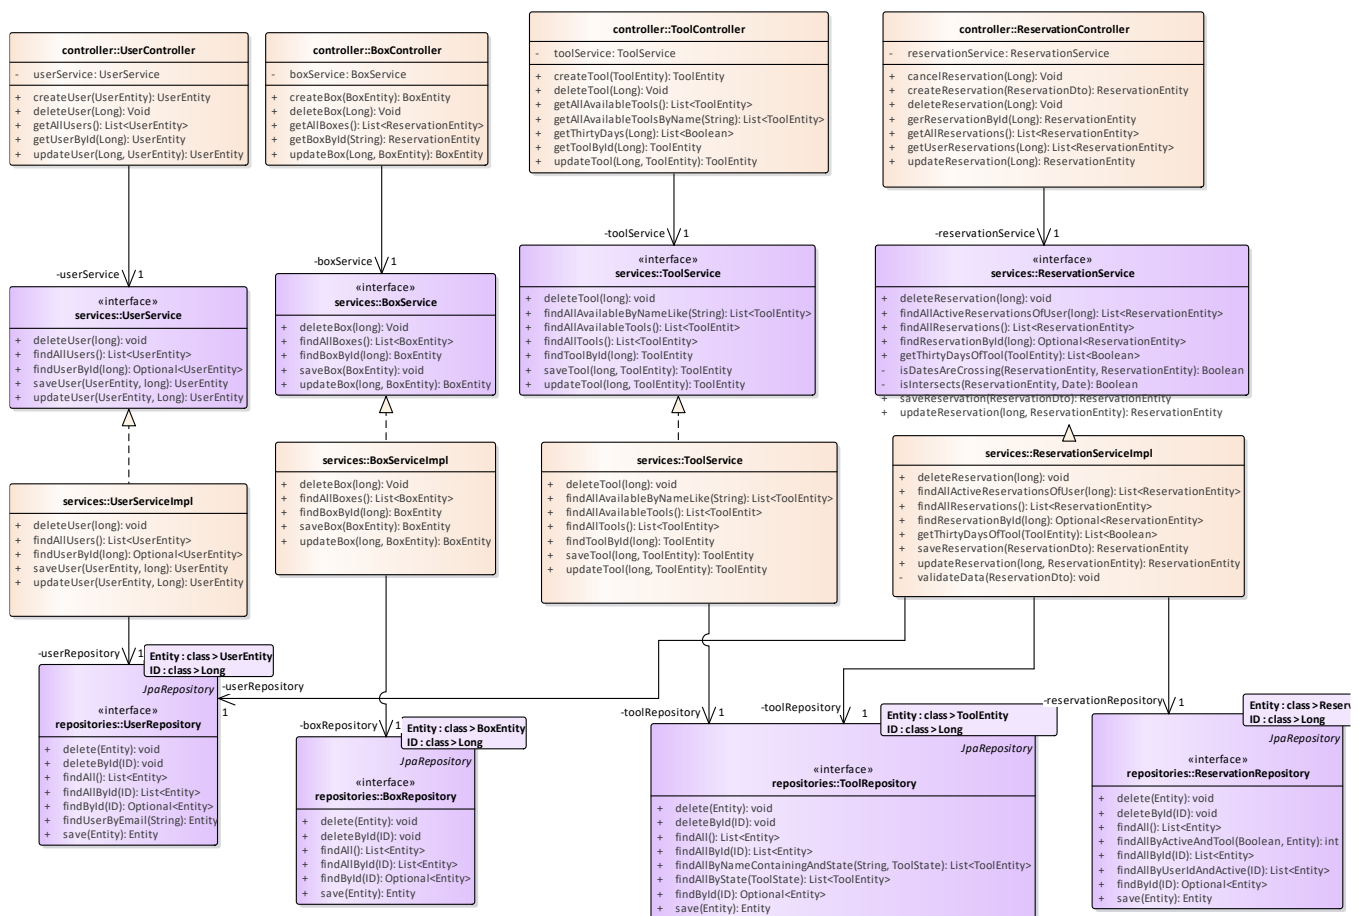 controller::UserController
- userService: UserService
+ createUser(UserEntity): UserEntity
+ deleteUser(Long): Void
+ getAllUsers(): List<UserEntity>
+ getUserById(Long): UserEntity
+ updateUser(Long, UserEntity): UserEntity
controller::BoxController
- boxService: BoxService
+ createBox(BoxEntity): BoxEntity
+ deleteBox(Long): Void
+ getAllBoxes(): List<ReservationEntity>
+ getBoxById(String): ReservationEntity
+ updateBox(Long, BoxEntity): BoxEntity
controller::ToolController
- toolService: ToolService
+ createTool(ToolEntity): ToolEntity
+ deleteTool(Long): Void
+ getAllAvailableTools(): List<ToolEntity>
+ getAllAvailableToolsByName(String): List<ToolEntity>
+ getThirtyDays(Long): List<Boolean>
+ getToolById(Long): ToolEntity
+ updateTool(Long, ToolEntity): ToolEntity
controller::ReservationController
- reservationService: ReservationService
+ cancelReservation(Long): Void
+ createReservation(ReservationDto): ReservationEntity
+ deleteReservation(Long): Void
+ gerReservationById(Long): ReservationEntity
+ getAllReservations(): List<ReservationEntity>
+ getUserReservations(Long): List<ReservationEntity>
+ updateReservation(Long): ReservationEntity
-userService 1
-boxService 1
-toolService 1
-reservationService 1
«interface»
services::UserService
+ deleteUser(long): void
+ findAllUsers(): List<UserEntity>
+ findUserById(long): Optional<UserEntity>
+ saveUser(UserEntity, long): UserEntity
+ updateUser(UserEntity, Long): UserEntity
«interface»
services::BoxService
+ deleteBox(long): Void
+ findAllBoxes(): List<BoxEntity>
+ findBoxById(long): BoxEntity
+ saveBox(BoxEntity): void
+ updateBox(long, BoxEntity): BoxEntity
«interface»
services::ToolService
+ deleteTool(long): void
+ findAllAvailableByNameLike(String): List<ToolEntity>
+ findAllAvailableTools(): List<ToolEntit>
+ findAllTools(): List<ToolEntity>
+ findToolById(long): ToolEntity
+ saveTool(long, ToolEntity): ToolEntity
+ updateTool(long, ToolEntity): ToolEntity
«interface»
services::ReservationService
+ deleteReservation(long): void
+ findAllActiveReservationsOfUser(long): List<ReservationEntity>
+ findAllReservations(): List<ReservationEntity>
+ findReservationById(long): Optional<ReservationEntity>
+ getThirtyDaysOfTool(ToolEntity): List<Boolean>
- isDatesAreCrossing(ReservationEntity, ReservationEntity): Boolean
- isIntersects(ReservationEntity, Date): Boolean
+ saveReservation(ReservationDto): ReservationEntity
+ updateReservation(long, ReservationEntity): ReservationEntity
services::UserServiceImpl
+ deleteUser(long): void
+ findAllUsers(): List<UserEntity>
+ findUserById(long): Optional<UserEntity>
+ saveUser(UserEntity, long): UserEntity
+ updateUser(UserEntity, Long): UserEntity
services::BoxServiceImpl
+ deleteBox(long): Void
+ findAllBoxes(): List<BoxEntity>
+ findBoxById(long): BoxEntity
+ saveBox(BoxEntity): BoxEntity
+ updateBox(long, BoxEntity): BoxEntity
services::ToolService
+ deleteTool(long): void
+ findAllAvailableByNameLike(String): List<ToolEntity>
+ findAllAvailableTools(): List<ToolEntit>
+ findAllTools(): List<ToolEntity>
+ findToolById(long): ToolEntity
+ saveTool(long, ToolEntity): ToolEntity
+ updateTool(long, ToolEntity): ToolEntity
services::ReservationServiceImpl
+ deleteReservation(long): void
+ findAllActiveReservationsOfUser(long): List<ReservationEntity>
+ findAllReservations(): List<ReservationEntity>
+ findReservationById(long): Optional<ReservationEntity>
+ getThirtyDaysOfTool(ToolEntity): List<Boolean>
+ saveReservation(ReservationDto): ReservationEntity
+ updateReservation(long, ReservationEntity): ReservationEntity
- validateData(ReservationDto): void
-userRepository 1
-userRepository
1
-boxRepository 1
-toolRepository 1
-toolRepository 1
-reservationRepository 1
Entity : class > UserEntity
ID : class > Long
JpaRepository
«interface»
repositories::UserRepository
+ delete(Entity): void
+ deleteById(ID): void
+ findAll(): List<Entity>
+ findAllById(ID): List<Entity>
+ findById(ID): Optional<Entity>
+ findUserByEmail(String): Entity
+ save(Entity): Entity
Entity : class > BoxEntity
ID : class > Long
JpaRepository
«interface»
repositories::BoxRepository
+ delete(Entity): void
+ deleteById(ID): void
+ findAll(): List<Entity>
+ findAllById(ID): List<Entity>
+ findById(ID): Optional<Entity>
+ save(Entity): Entity
Entity : class > ToolEntity
ID : class > Long
JpaRepository
«interface»
repositories::ToolRepository
+ delete(Entity): void
+ deleteById(ID): void
+ findAll(): List<Entity>
+ findAllById(ID): List<Entity>
+ findAllByNameContainingAndState(String, ToolState): List<ToolEntity>
+ findAllByState(ToolState): List<ToolEntity>
+ findById(ID): Optional<Entity>
+ save(Entity): Entity
Entity : class > Reser
ID : class > Long
JpaRepository
«interface»
repositories::ReservationRepository
+ delete(Entity): void
+ deleteById(ID): void
+ findAll(): List<Entity>
+ findAllByActiveAndTool(Boolean, Entity): int
+ findAllById(ID): List<Entity>
+ findAllByUserIdAndActive(ID): List<Entity>
+ findById(ID): Optional<Entity>
+ save(Entity): Entity